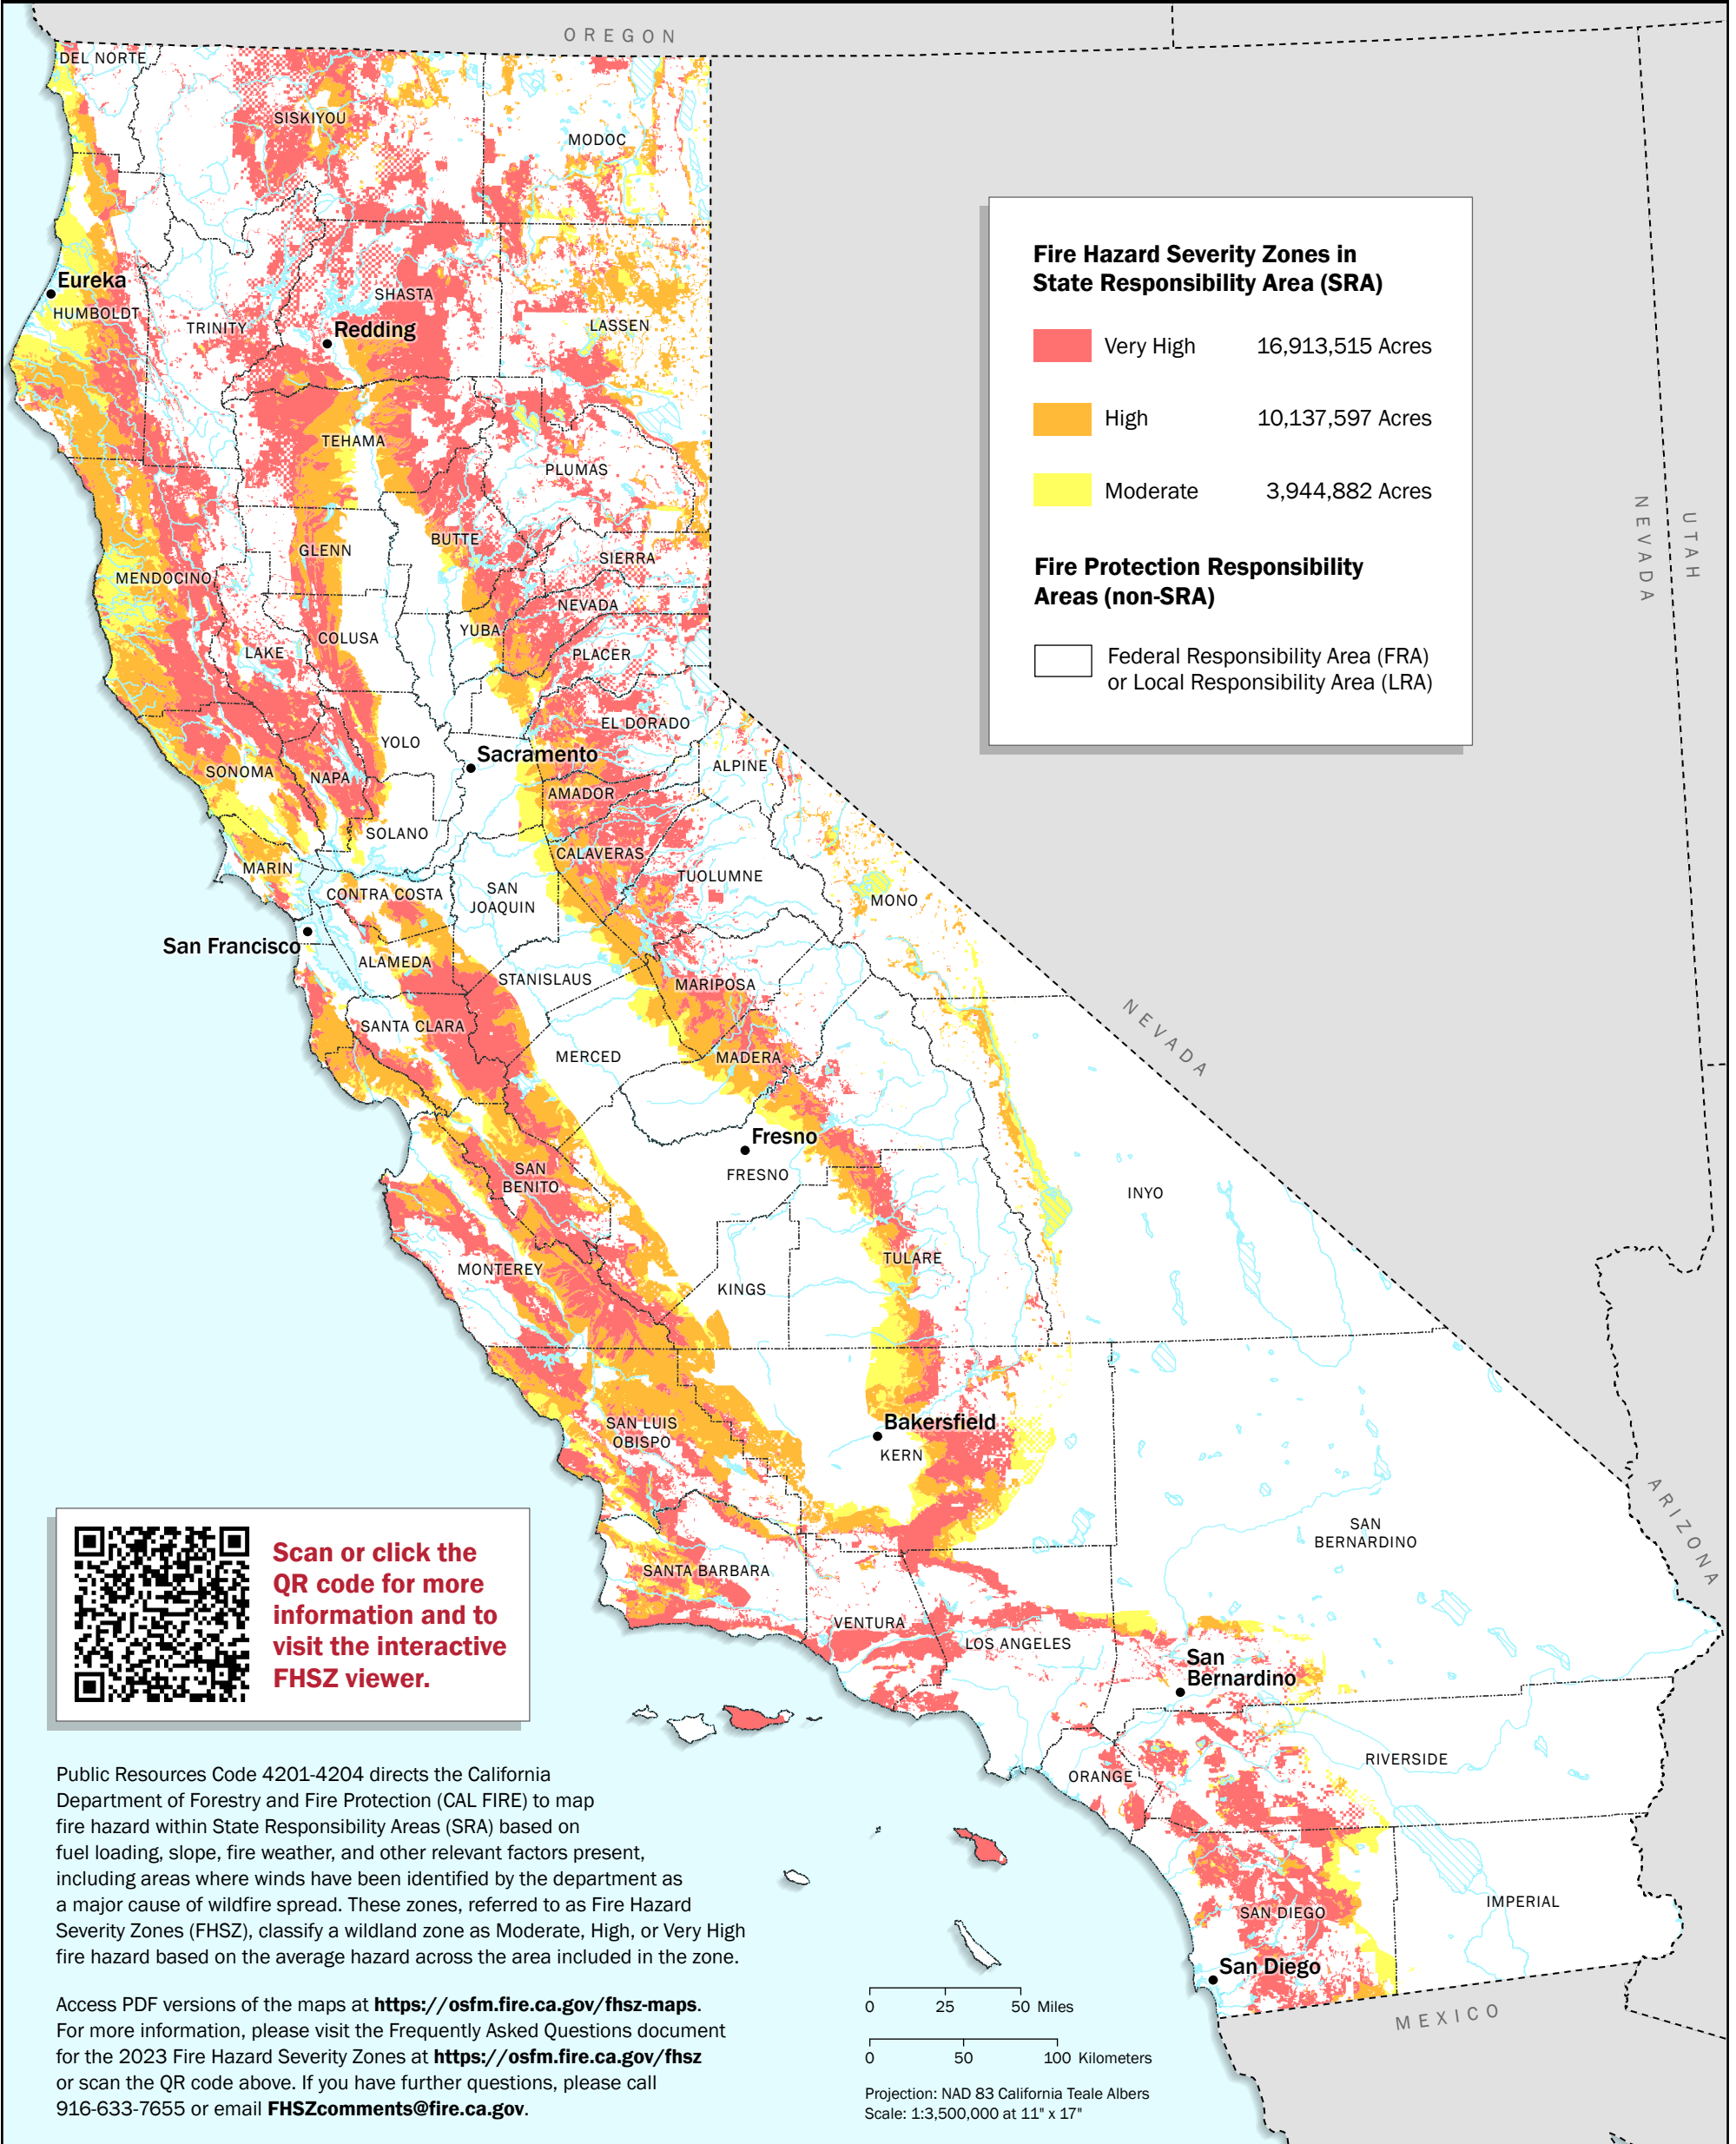 OREGON
DEL NORTE
SISKIYOU
MODOC
Eureka
HUMBOLDT
TRINITY
SHASTA
Redding
LASSEN
TEHAMA
PLUMAS
GLENN
BUTTE
SIERRA
MENDOCINO
NEVADA
COLUSA
YUBA
LAKE
PLACER
EL DORADO
YOLO
Sacramento
ALPINE
SONOMA
NAPA
AMADOR
SOLANO
CALAVERAS
MARIN
CONTRA COSTA
SAN
JOAQUIN
TUOLUMNE
MONO
San Francisco
ALAMEDA
STANISLAUS
MARIPOSA
SANTA CLARA
MERCED
MADERA
NEVADA
Fresno
FRESNO
SAN
BENITO
INYO
MONTEREY
TULARE
KINGS
SAN LUIS
OBISPO
Bakersfield
KERN
SAN
BERNARDINO
SANTA BARBARA
VENTURA
LOS ANGELES
San
Bernardino
RIVERSIDE
ORANGE
SAN DIEGO
IMPERIAL
San Diego
MEXICO
NEVADA
UTAH
ARIZONA
Fire Hazard Severity Zones in
State Responsibility Area (SRA)
Very High 16,913,515 Acres
High 10,137,597 Acres
Moderate 3,944,882 Acres
Fire Protection Responsibility
Areas (non-SRA)
Federal Responsibility Area (FRA)
or Local Responsibility Area (LRA)
Scan or click the
QR code for more
information and to
visit the interactive
FHSZ viewer.
Public Resources Code 4201-4204 directs the California
Department of Forestry and Fire Protection (CAL FIRE) to map
fire hazard within State Responsibility Areas (SRA) based on
fuel loading, slope, fire weather, and other relevant factors present,
including areas where winds have been identified by the department as
a major cause of wildfire spread. These zones, referred to as Fire Hazard
Severity Zones (FHSZ), classify a wildland zone as Moderate, High, or Very High
fire hazard based on the average hazard across the area included in the zone.
Access PDF versions of the maps at https://osfm.fire.ca.gov/fhsz-maps.
For more information, please visit the Frequently Asked Questions document
for the 2023 Fire Hazard Severity Zones at https://osfm.fire.ca.gov/fhsz
or scan the QR code above. If you have further questions, please call
916-633-7655 or email FHSZcomments@fire.ca.gov.
0 25 50 Miles
0 50 100 Kilometers
Projection: NAD 83 California Teale Albers
Scale: 1:3,500,000 at 11" x 17"